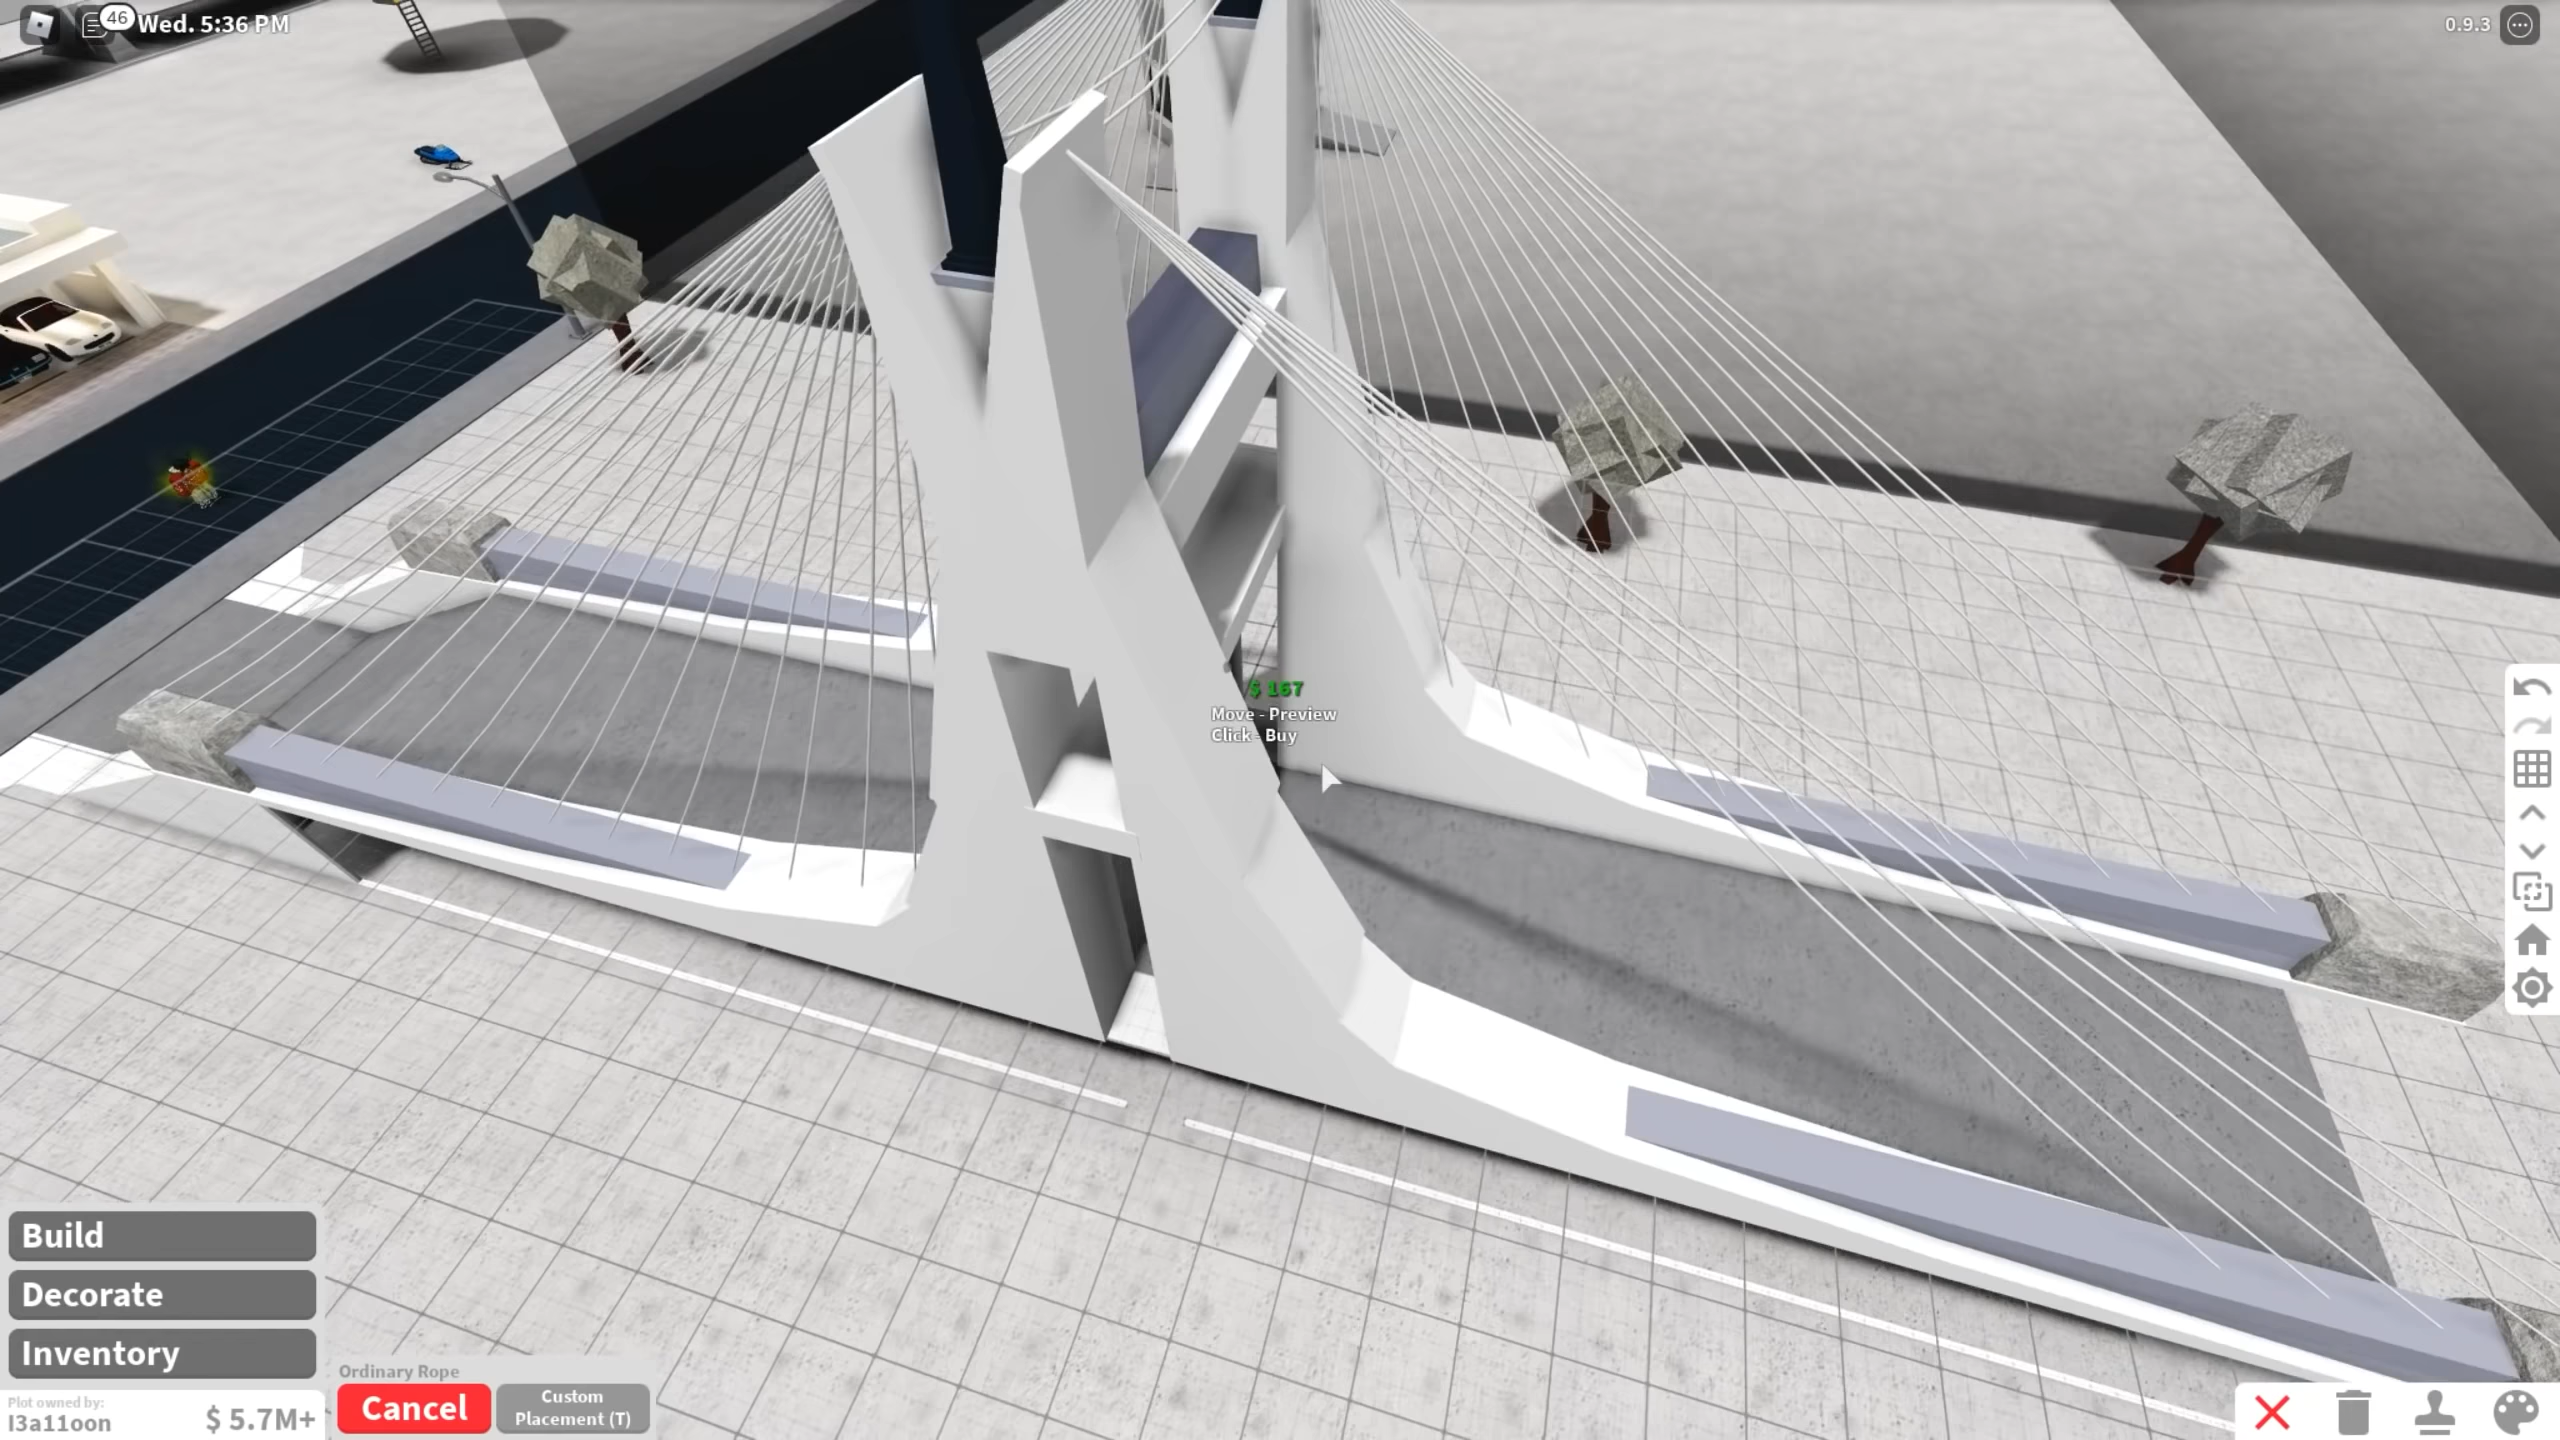 46
Wed. 5:36 PM
0.9.3
$ 167
Move - Preview
Click - Buy
Build
Decorate
Inventory
Plot owned by:
l3a11oon
$ 5.7M+
Ordinary Rope
Cancel
Custom
Placement (T)